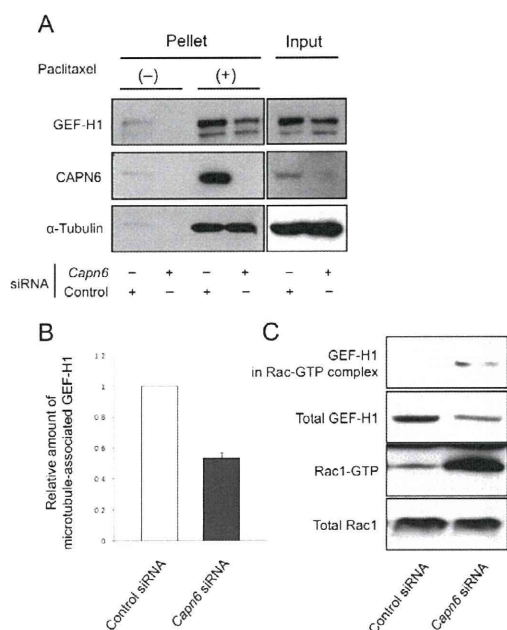 A
Pellet Input
Paclitaxel (−) (+)
GEF-H1
CAPN6
α-Tubulin
siRNA
Capn6 − + − + − +
Control + − + − + −
B
Relative amount of
microtubule-associated GEF-H1
1.2
1
0.8
0.6
0.4
0.2
0
Control siRNA
Capn6 siRNA
C
GEF-H1
in Rac-GTP complex
Total GEF-H1
Rac1-GTP
Total Rac1
Control siRNA
Capn6 siRNA